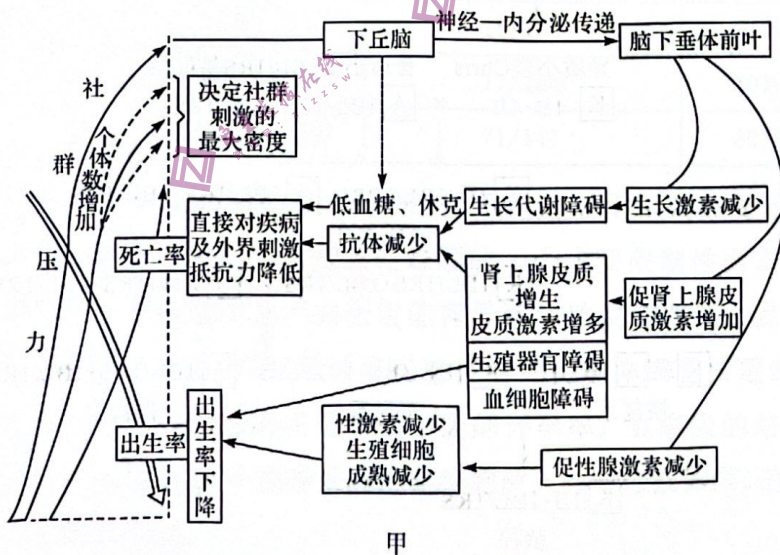 神经—内分泌传递
下丘脑
脑下垂体前叶
社
群
压
力
个体数增加
决定社群
刺激的
最大密度
低血糖、休克
生长代谢障碍
生长激素减少
直接对疾病
及外界刺激
抵抗力降低
抗体减少
死亡率
肾上腺皮质
增生
皮质激素增多
促肾上腺皮
质激素增加
生殖器官障碍
血细胞障碍
出生率
出生率下降
性激素减少
生殖细胞
成熟减少
促性腺激素减少
甲